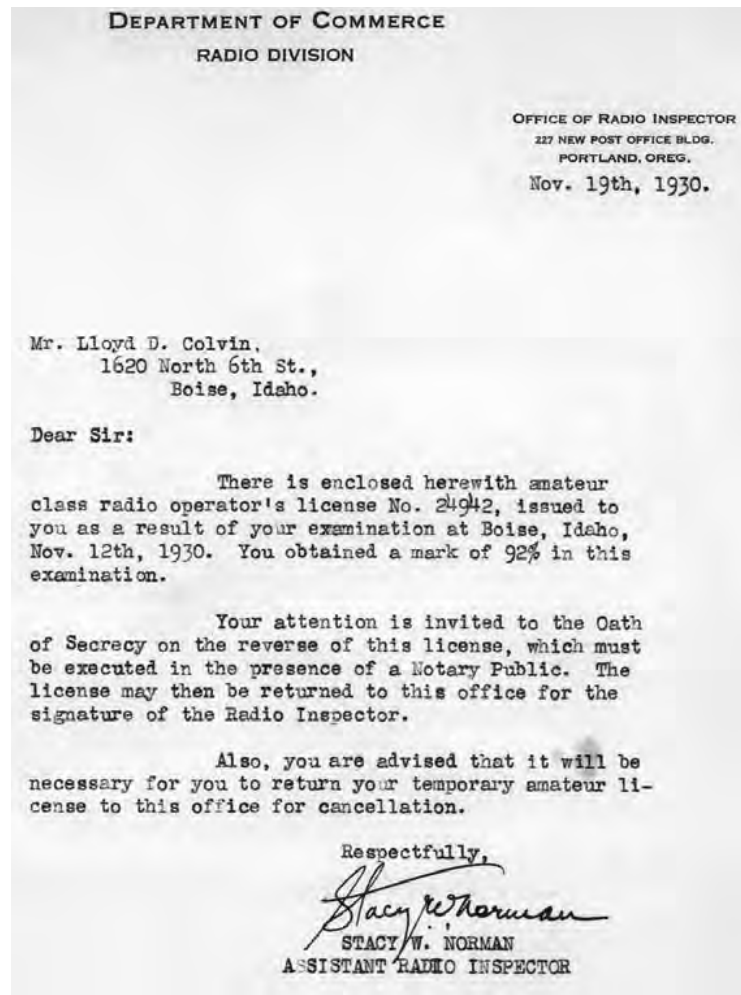 DEPARTMENT OF COMMERCE
RADIO DIVISION
OFFICE OF RADIO INSPECTOR
227 NEW POST OFFICE BLDG.
PORTLAND, OREG.
Nov. 19th, 1930.
Mr. Lloyd D. Colvin,
1620 North 6th St.,
Boise, Idaho.
Dear Sir:
There is enclosed herewith amateur
class radio operator's license No. 24942, issued to
you as a result of your examination at Boise, Idaho,
Nov. 12th, 1930. You obtained a mark of 92% in this
examination.
Your attention is invited to the Oath
of Secrecy on the reverse of this license, which must
be executed in the presence of a Notary Public. The
license may then be returned to this office for the
signature of the Radio Inspector.
Also, you are advised that it will be
necessary for you to return your temporary amateur li-
cense to this office for cancellation.
Respectfully,
Stacy W. Norman
STACY W. NORMAN
ASSISTANT RADIO INSPECTOR